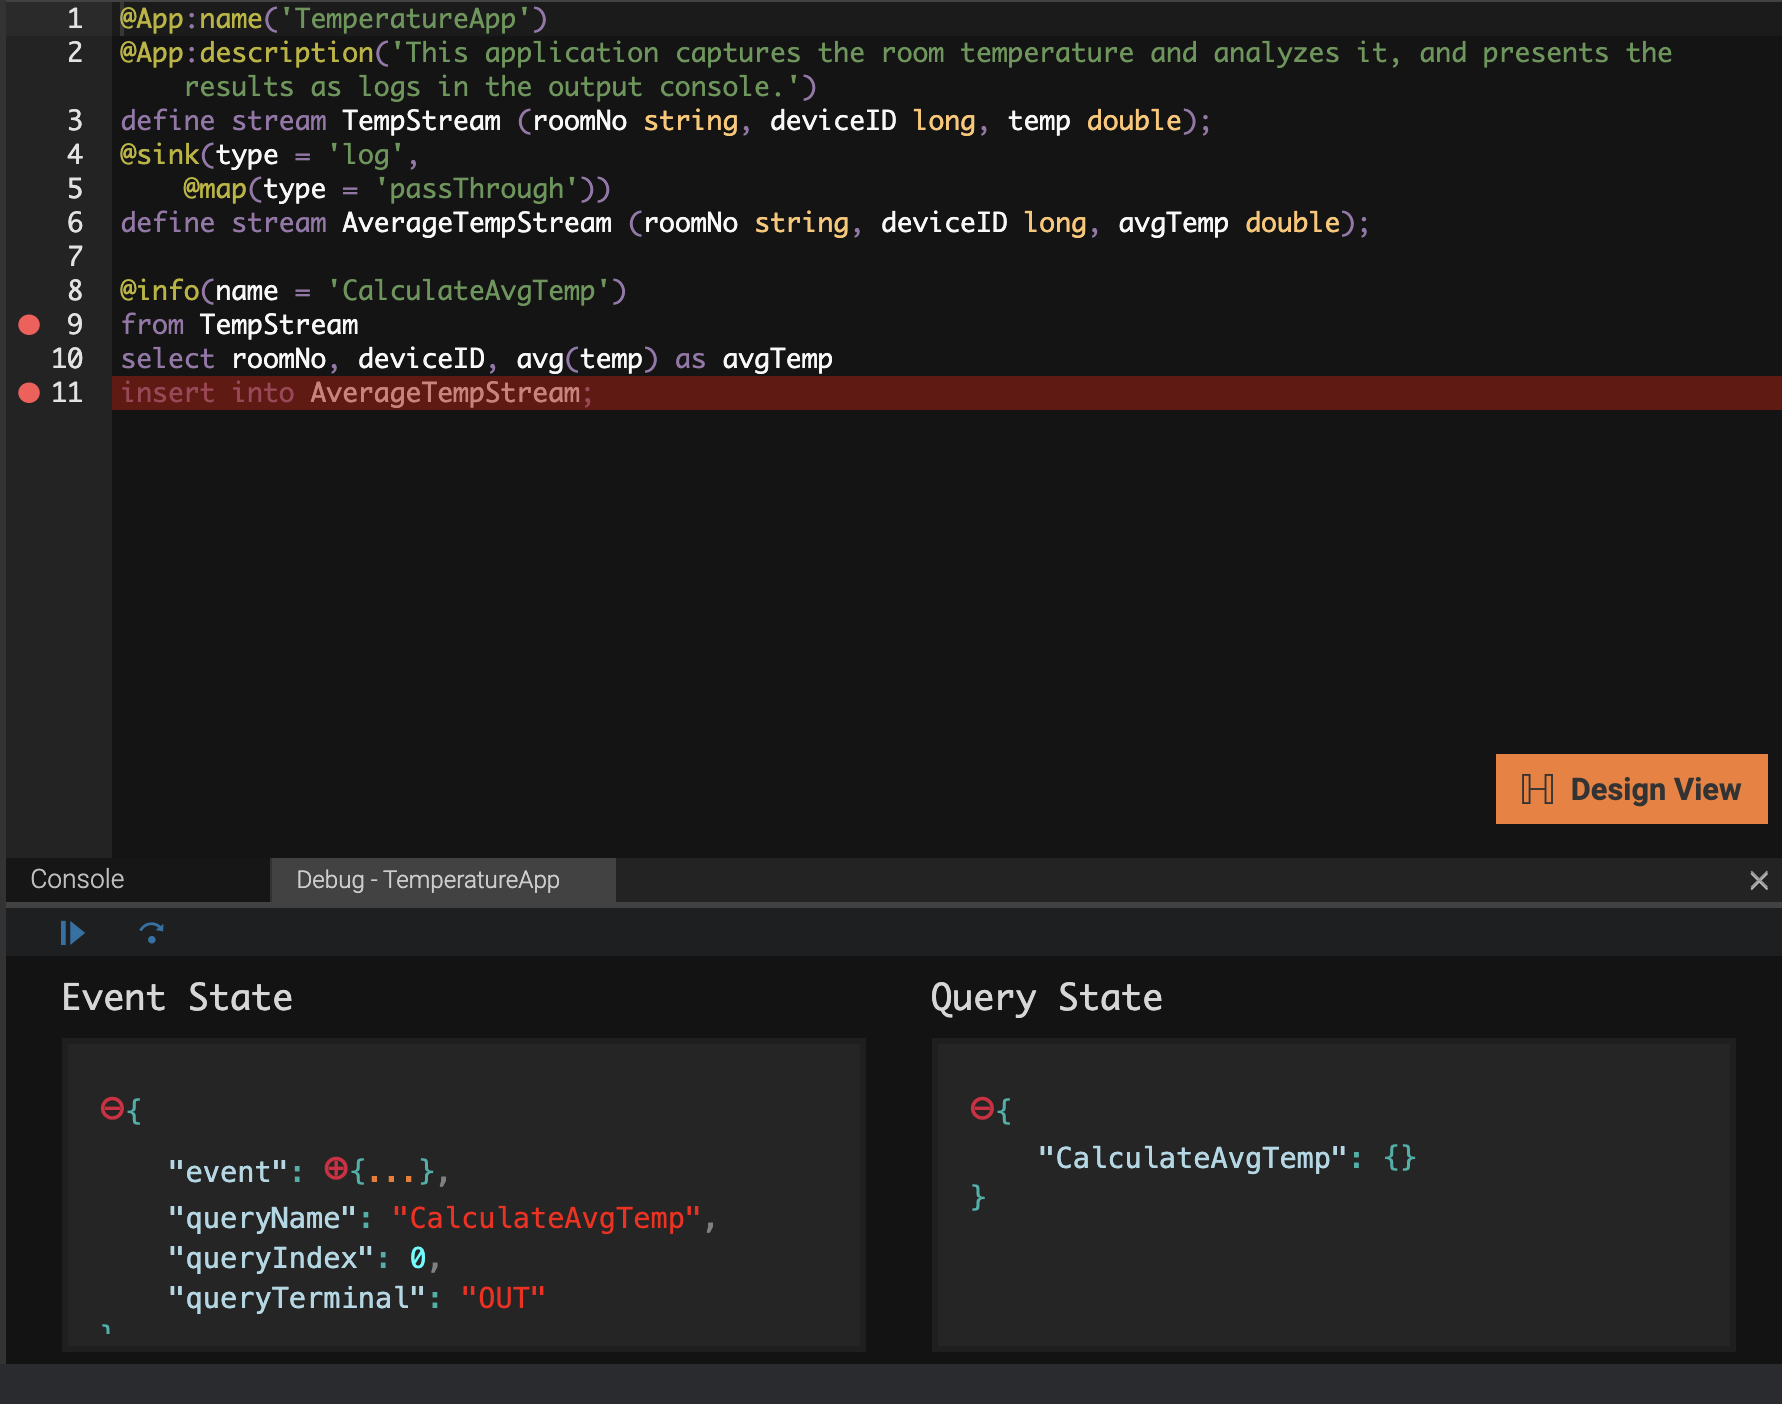 1 @App:name('TemperatureApp')
2 @App:description('This application captures the room temperature and analyzes it, and presents the
results as logs in the output console.')
3 define stream TempStream (roomNo string, deviceID long, temp double);
4 @sink(type = 'log',
5 @map(type = 'passThrough'))
6 define stream AverageTempStream (roomNo string, deviceID long, avgTemp double);
7
8 @info(name = 'CalculateAvgTemp')
9 from TempStream
10 select roomNo, deviceID, avg(temp) as avgTemp
11 insert into AverageTempStream;
Design View
Console
Debug - TemperatureApp
Event State
{
"event": {...},
"queryName": "CalculateAvgTemp",
"queryIndex": 0,
"queryTerminal": "OUT"
}
Query State
{
"CalculateAvgTemp": {}
}